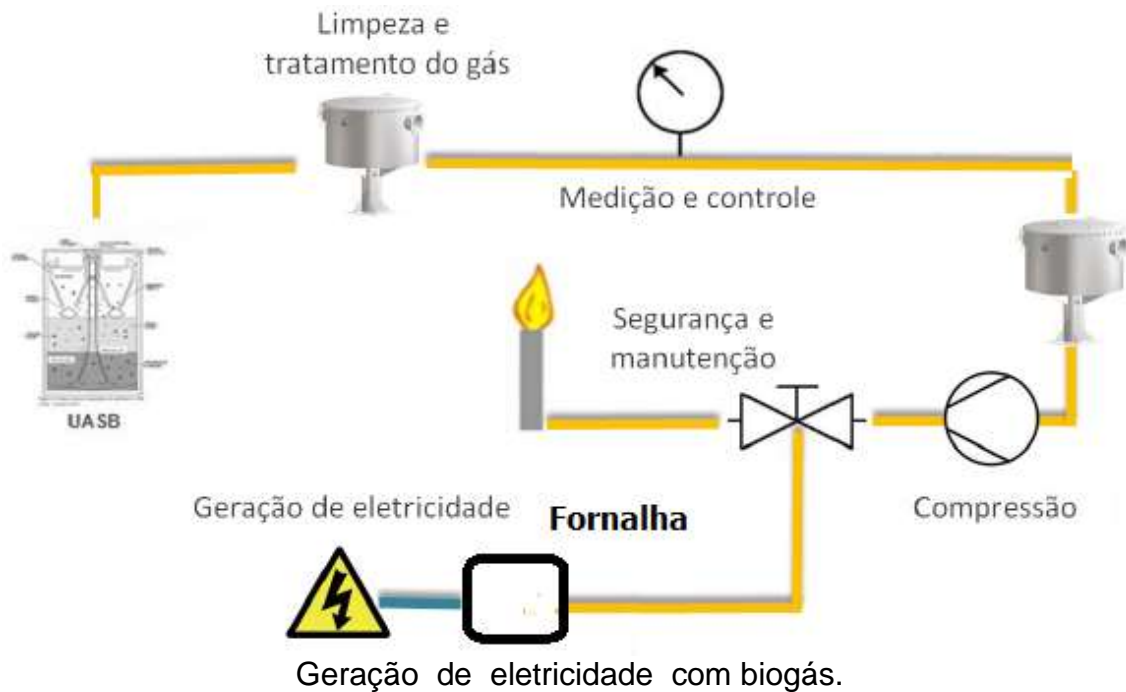 Limpeza e
tratamento do gás
Medição e controle
Segurança e
manutenção
UASB
Geração de eletricidade
Fornalha
Compressão
Geração de eletricidade com biogás.